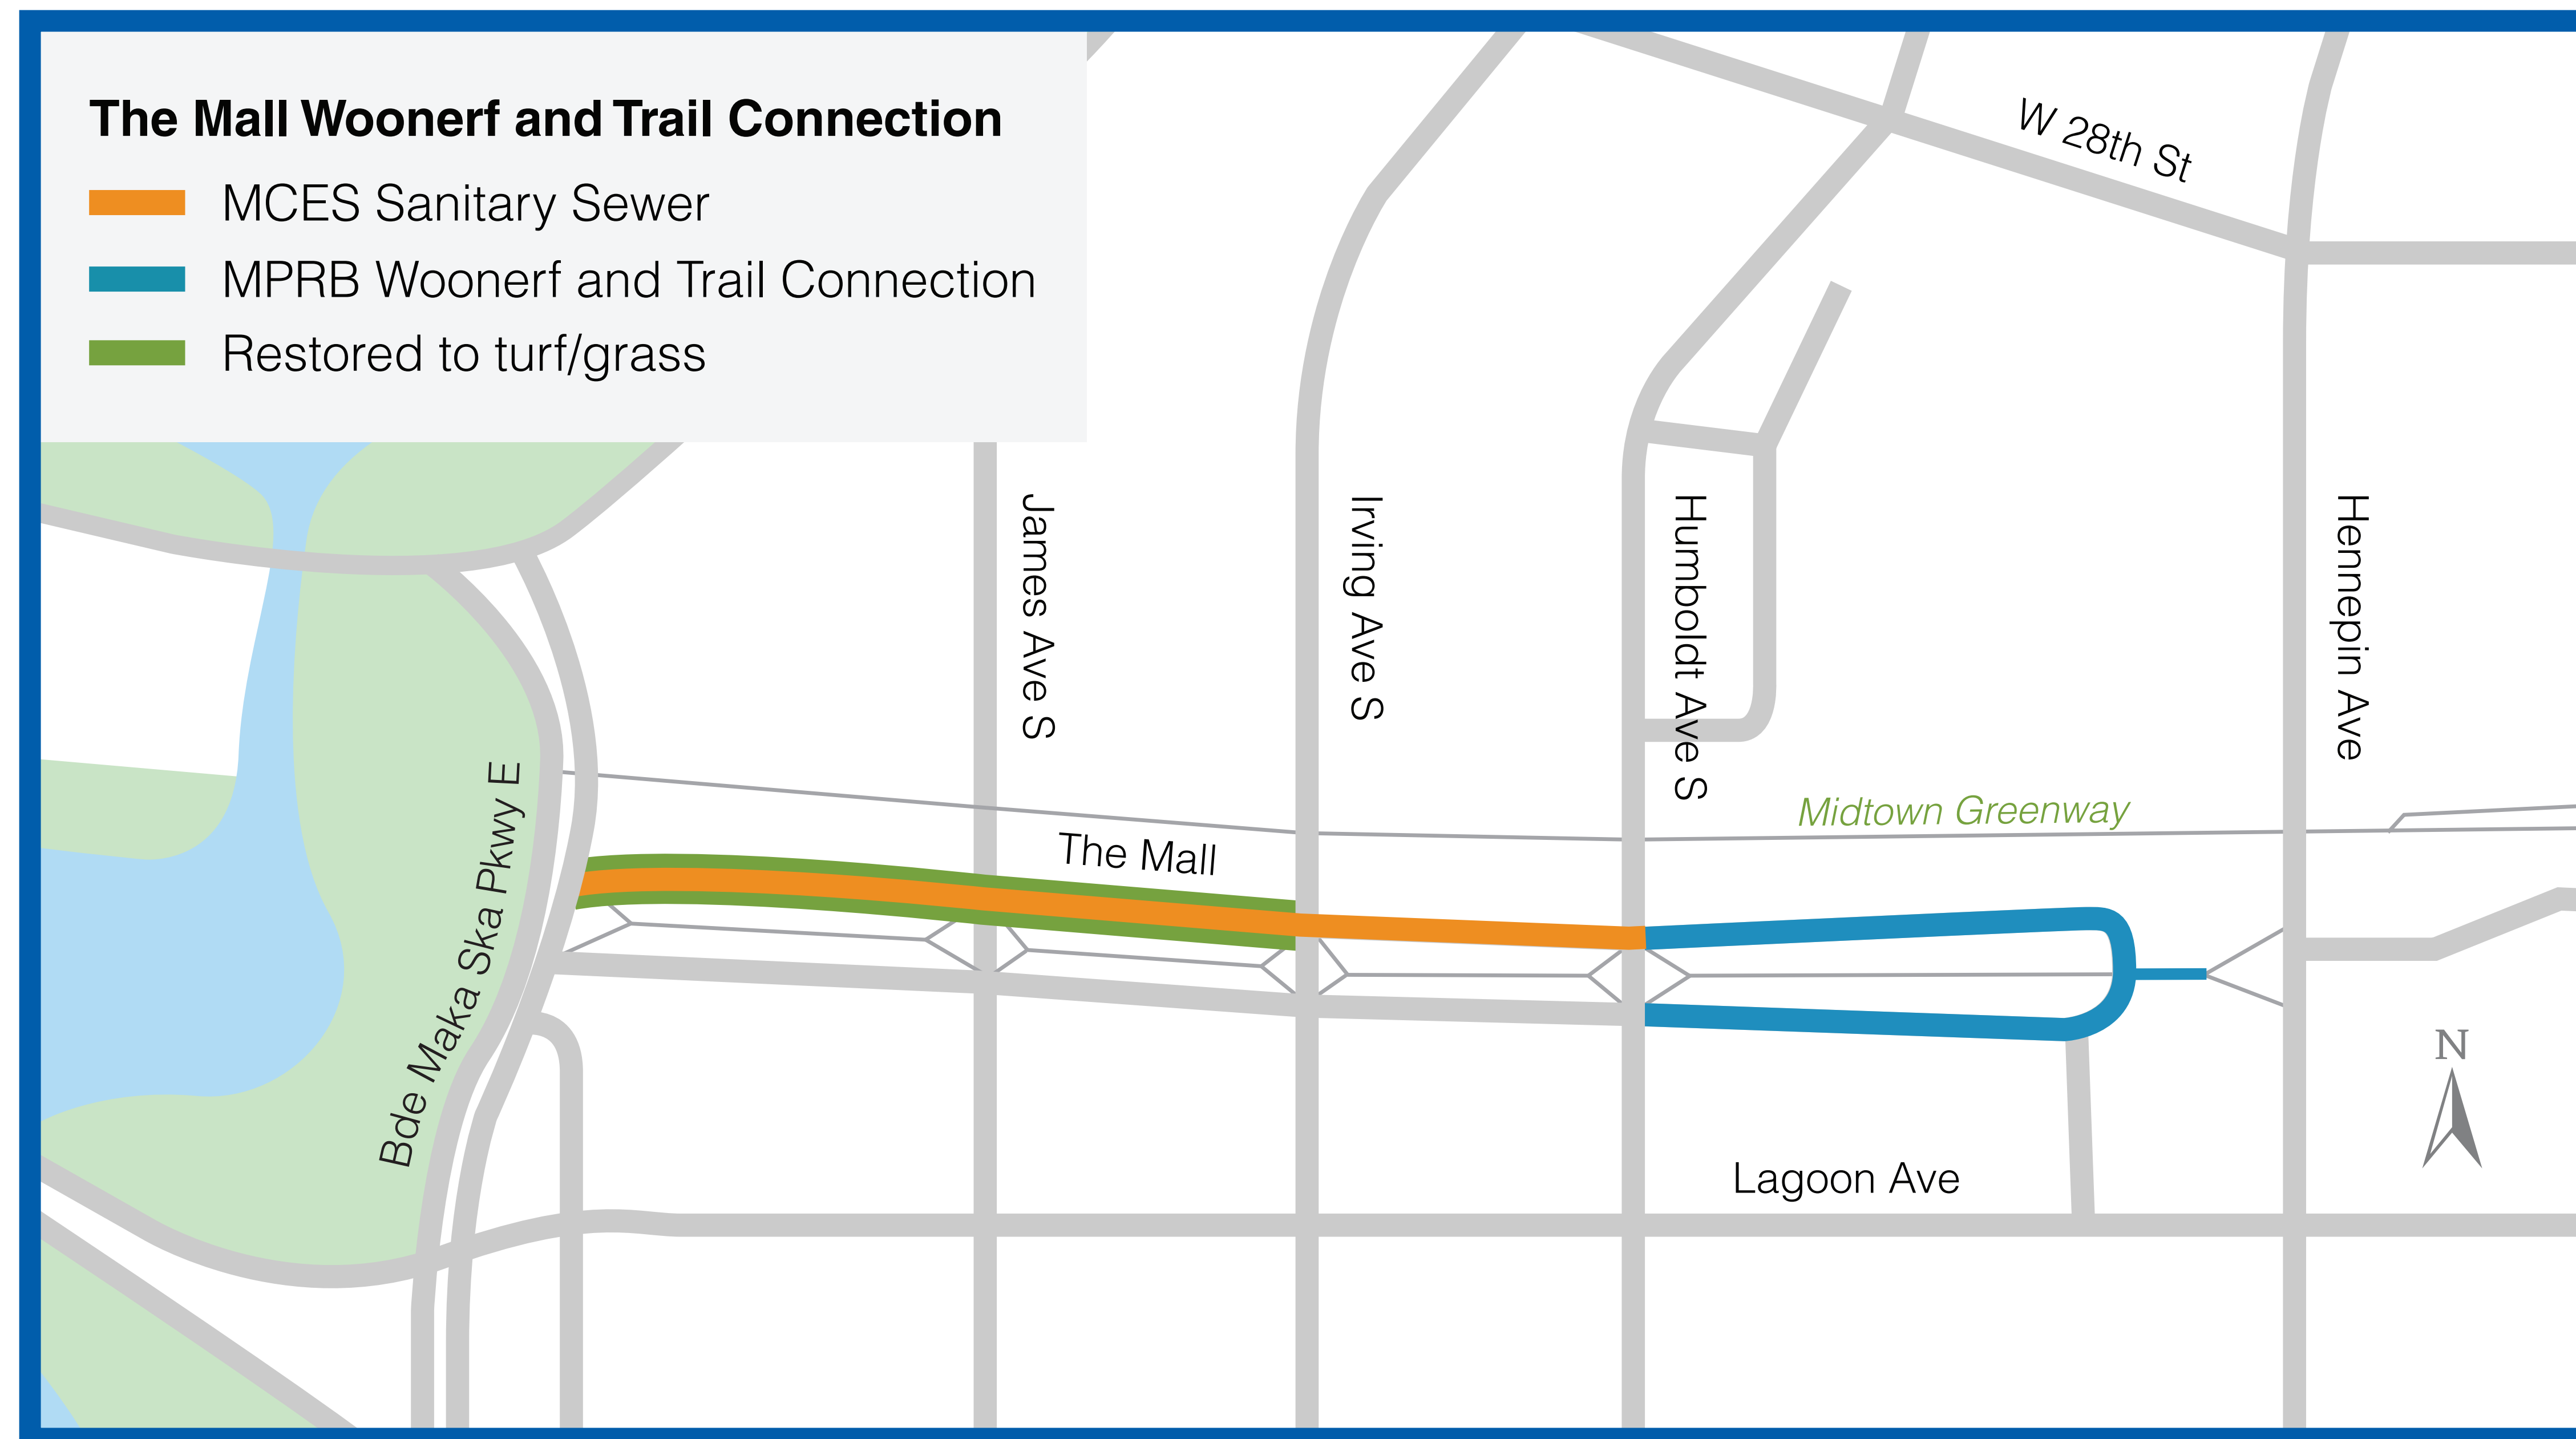 The Mall Woonerf and Trail Connection
MCES Sanitary Sewer
MPRB Woonerf and Trail Connection
Restored to turf/grass
W 28th St
James Ave S
Irving Ave S
Humboldt Ave S
Hennepin Ave
Midtown Greenway
The Mall
Bde Maka Ska Pkwy E
N
Lagoon Ave